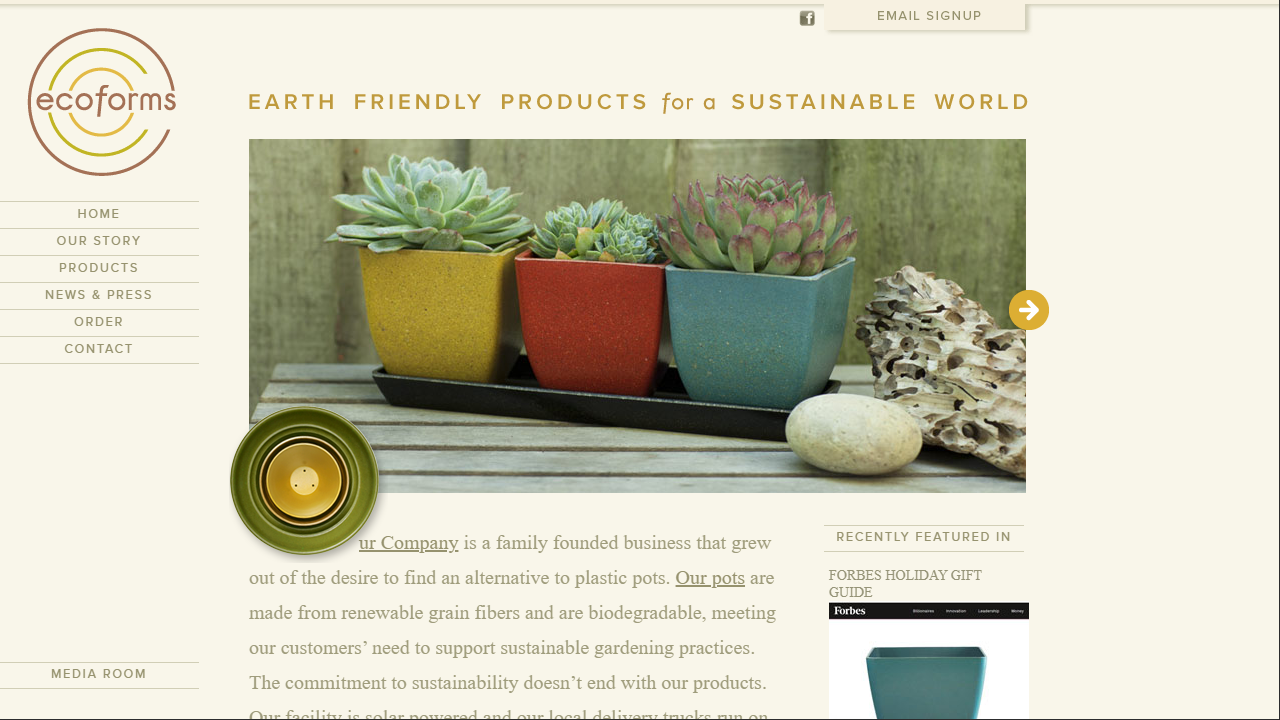 EMAIL SIGNUP
ecoforms
EARTH FRIENDLY PRODUCTS for a SUSTAINABLE WORLD
HOME
OUR STORY
PRODUCTS
NEWS & PRESS
ORDER
CONTACT
MEDIA ROOM
ur Company is a family founded business that grew
out of the desire to find an alternative to plastic pots. Our pots are
made from renewable grain fibers and are biodegradable, meeting
our customers’ need to support sustainable gardening practices.
The commitment to sustainability doesn’t end with our products.
Our facility is solar powered and our local delivery trucks run on
RECENTLY FEATURED IN
FORBES HOLIDAY GIFT
GUIDE
Forbes Billionaires Innovation Leadership Money